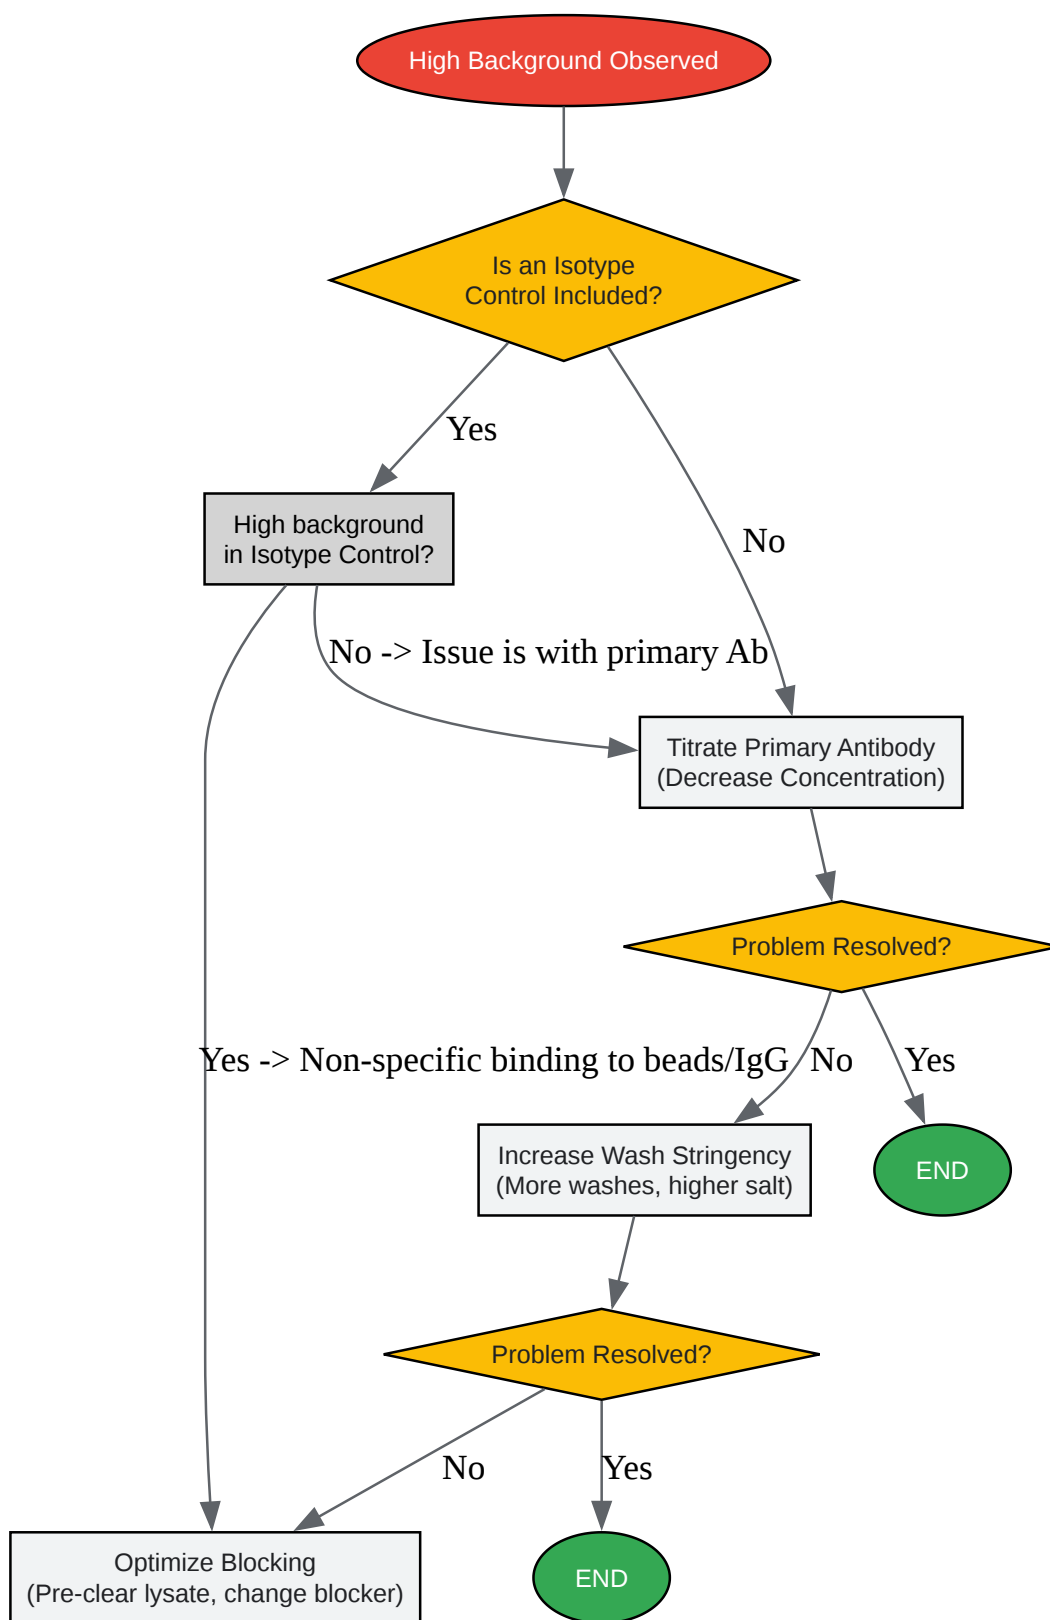 High Background Observed
Is an Isotype
Control Included?
Yes
No
High background
in Isotype Control?
No -> Issue is with primary Ab
Titrate Primary Antibody
(Decrease Concentration)
Problem Resolved?
Yes -> Non-specific binding to beads/IgG
No
Yes
Increase Wash Stringency
(More washes, higher salt)
END
Problem Resolved?
No
Yes
Optimize Blocking
(Pre-clear lysate, change blocker)
END